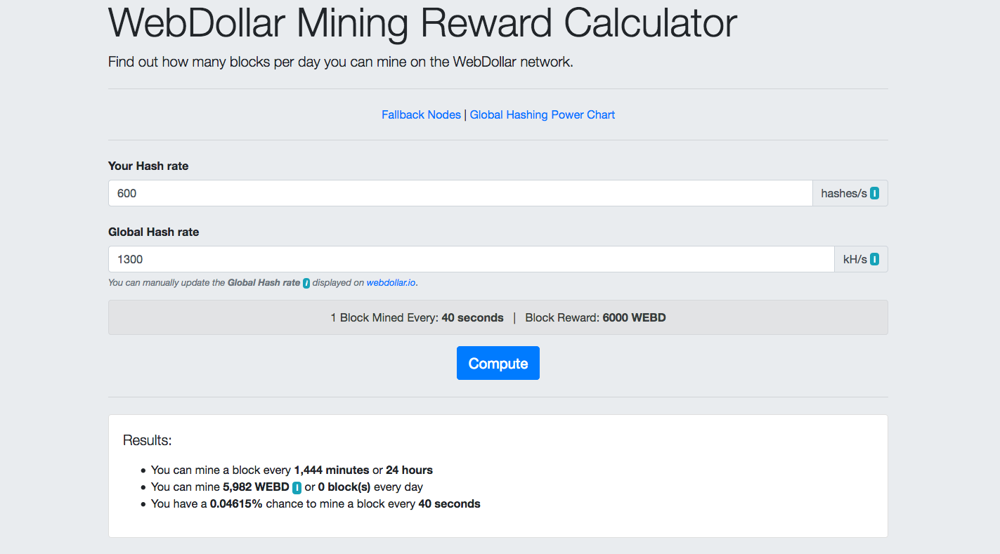 WebDollar Mining Reward Calculator
Find out how many blocks per day you can mine on the WebDollar network.
Fallback Nodes | Global Hashing Power Chart
Your Hash rate
600 hashes/s i
Global Hash rate
1300 kH/s i
You can manually update the Global Hash rate i displayed on webdollar.io.
1 Block Mined Every: 40 seconds | Block Reward: 6000 WEBD
Compute
Results:
• You can mine a block every 1,444 minutes or 24 hours
• You can mine 5,982 WEBD i or 0 block(s) every day
• You have a 0.04615% chance to mine a block every 40 seconds